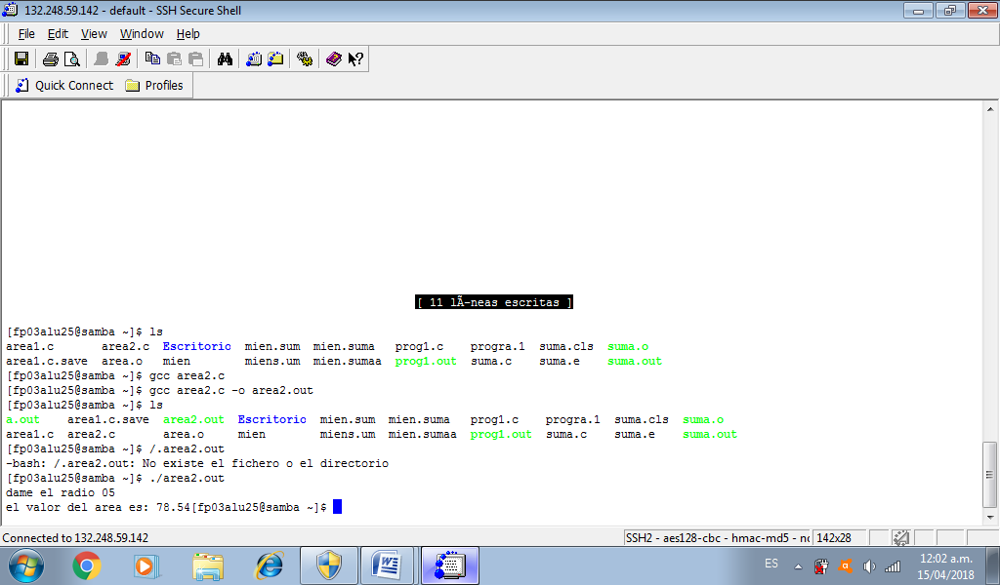 132.248.59.142 - default - SSH Secure Shell
File Edit View Window Help
Quick Connect Profiles
[ 11 lÃ-neas escritas ]
[fp03alu25@samba ~]$ ls
area1.c area2.c Escritorio mien.sum mien.suma prog1.c progra.1 suma.cls suma.o
area1.c.save area.o mien miens.um mien.sumaa prog1.out suma.c suma.e suma.out
[fp03alu25@samba ~]$ gcc area2.c
[fp03alu25@samba ~]$ gcc area2.c -o area2.out
[fp03alu25@samba ~]$ ls
a.out area1.c.save area2.out Escritorio mien.sum mien.suma prog1.c progra.1 suma.cls suma.o
area1.c area2.c area.o mien miens.um mien.sumaa prog1.out suma.c suma.e suma.out
[fp03alu25@samba ~]$ /.area2.out
-bash: /.area2.out: No existe el fichero o el directorio
[fp03alu25@samba ~]$ ./area2.out
dame el radio 05
el valor del area es: 78.54[fp03alu25@samba ~]$
Connected to 132.248.59.142
SSH2 - aes128-cbc - hmac-md5 - nc 142x28
ES
12:02 a.m.
15/04/2018